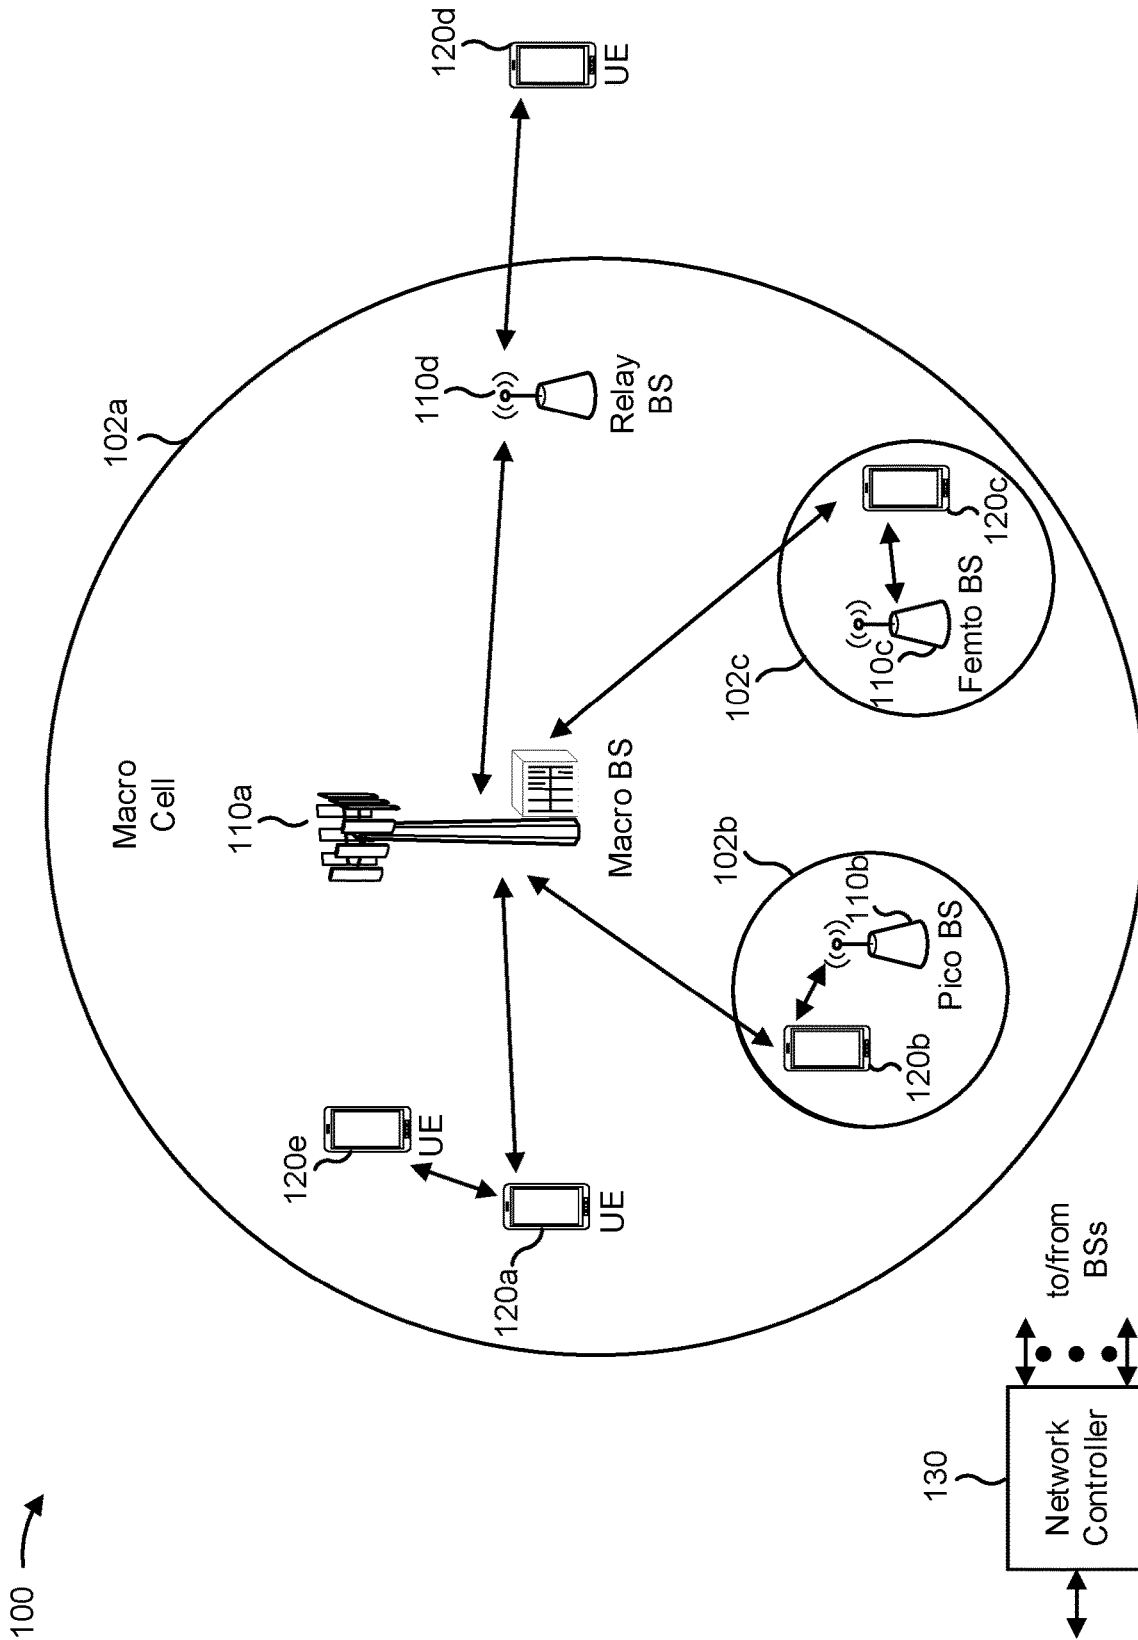 100
Macro
Cell
102a
110a
120e
UE
120a
UE
Macro BS
110d
Relay
BS
120d
UE
102b
110b
Pico BS
120b
102c
110c
Femto BS
120c
130
Network
Controller
to/from
BSs